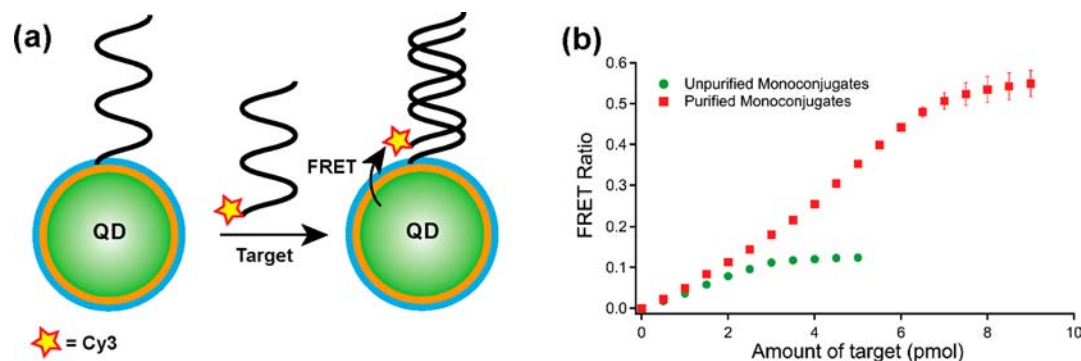 (a)
QD
FRET
QD
Target
= Cy3
(b)
0.6
0.5
0.4
0.3
0.2
0.1
0.0
FRET Ratio
Unpurified Monoconjugates
Purified Monoconjugates
0 2 4 6 8 10
Amount of target (pmol)